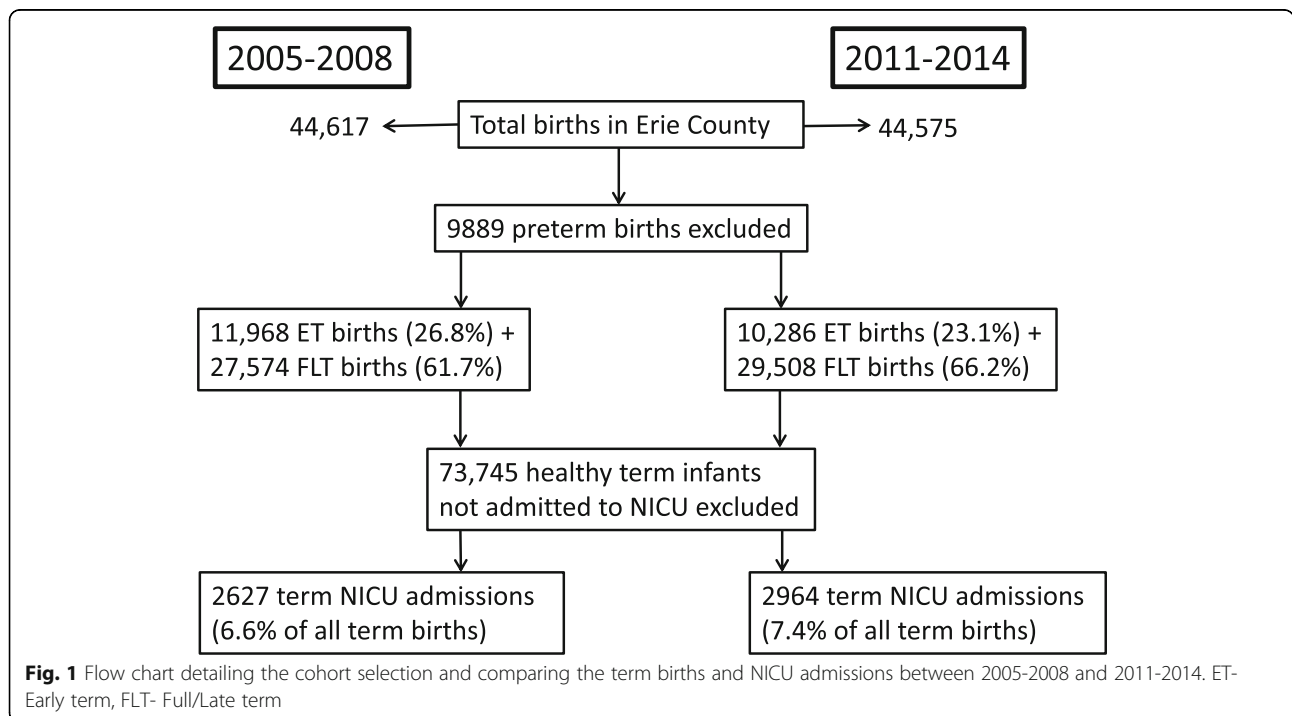 2005-2008
2011-2014
44,617
Total births in Erie County
44,575
9889 preterm births excluded
11,968 ET births (26.8%) +
27,574 FLT births (61.7%)
10,286 ET births (23.1%) +
29,508 FLT births (66.2%)
73,745 healthy term infants
not admitted to NICU excluded
2627 term NICU admissions
(6.6% of all term births)
2964 term NICU admissions
(7.4% of all term births)
Fig. 1 Flow chart detailing the cohort selection and comparing the term births and NICU admissions between 2005-2008 and 2011-2014. ET-
Early term, FLT- Full/Late term